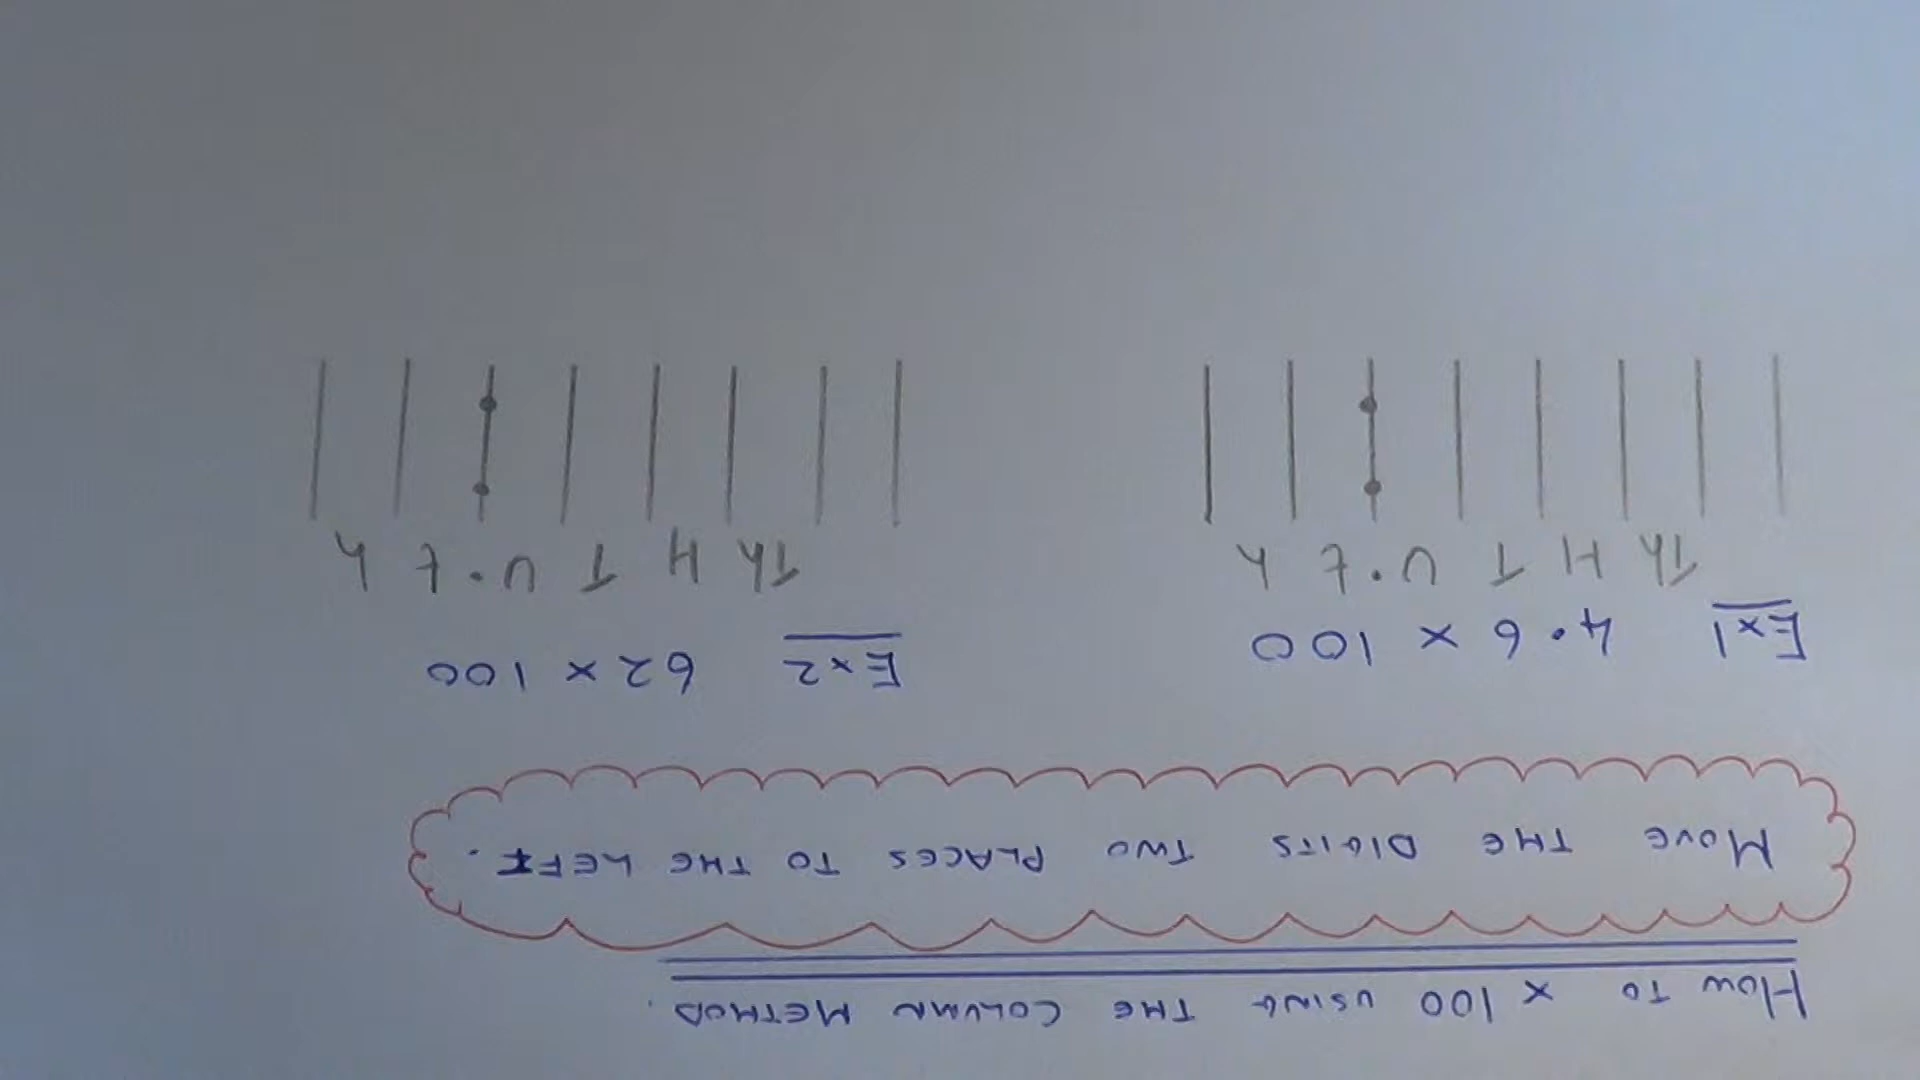 HOW TO × 100 USING THE COLUMN METHOD.
MOVE THE DIGITS TWO PLACES TO THE LEFT.
Ex1 4.6 × 100
Th H T U . t h
Ex2 62 × 100
Th H T U . t h